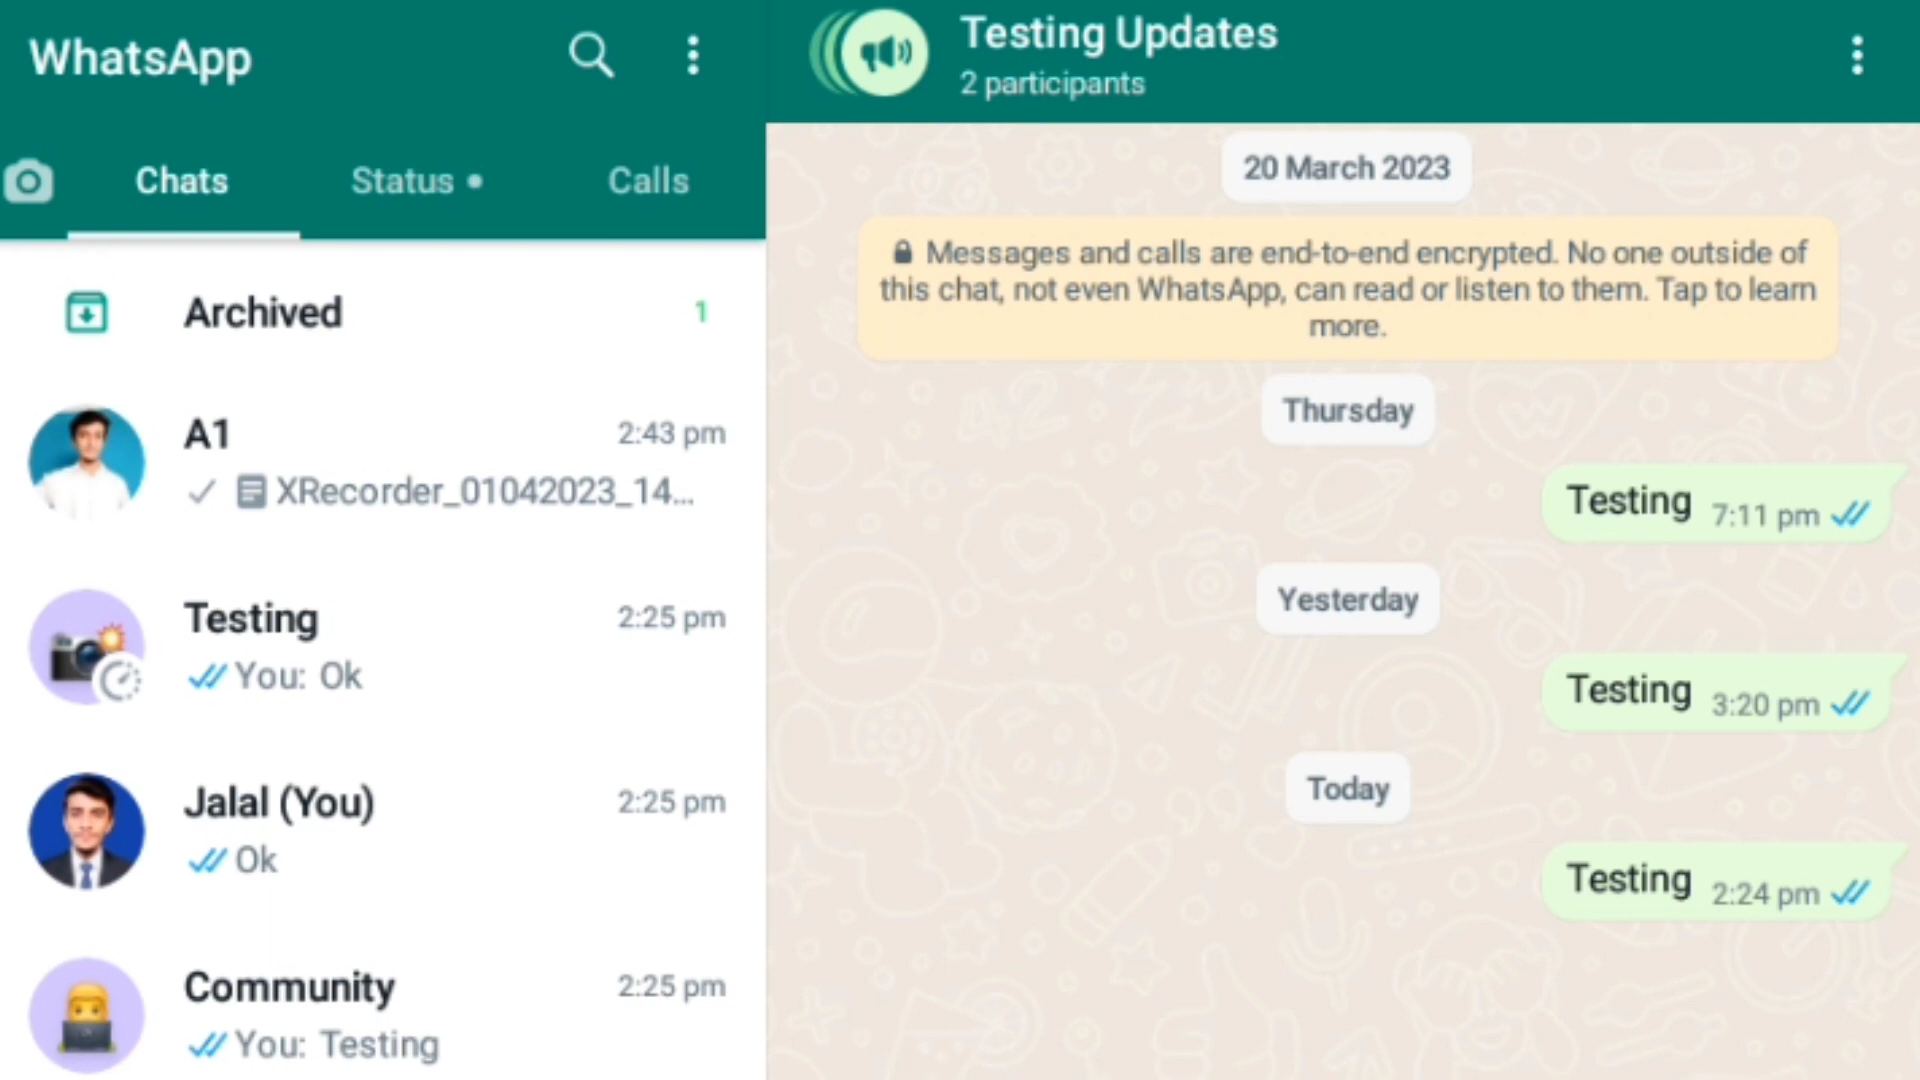 WhatsApp
Chats
Status
Calls
Archived
1
A1
2:43 pm
XRecorder_01042023_14...
Testing
2:25 pm
You: Ok
Jalal (You)
2:25 pm
Ok
Community
2:25 pm
You: Testing
Testing Updates
2 participants
20 March 2023
Messages and calls are end-to-end encrypted. No one outside of
this chat, not even WhatsApp, can read or listen to them. Tap to learn
more.
Thursday
Testing
7:11 pm
Yesterday
Testing
3:20 pm
Today
Testing
2:24 pm